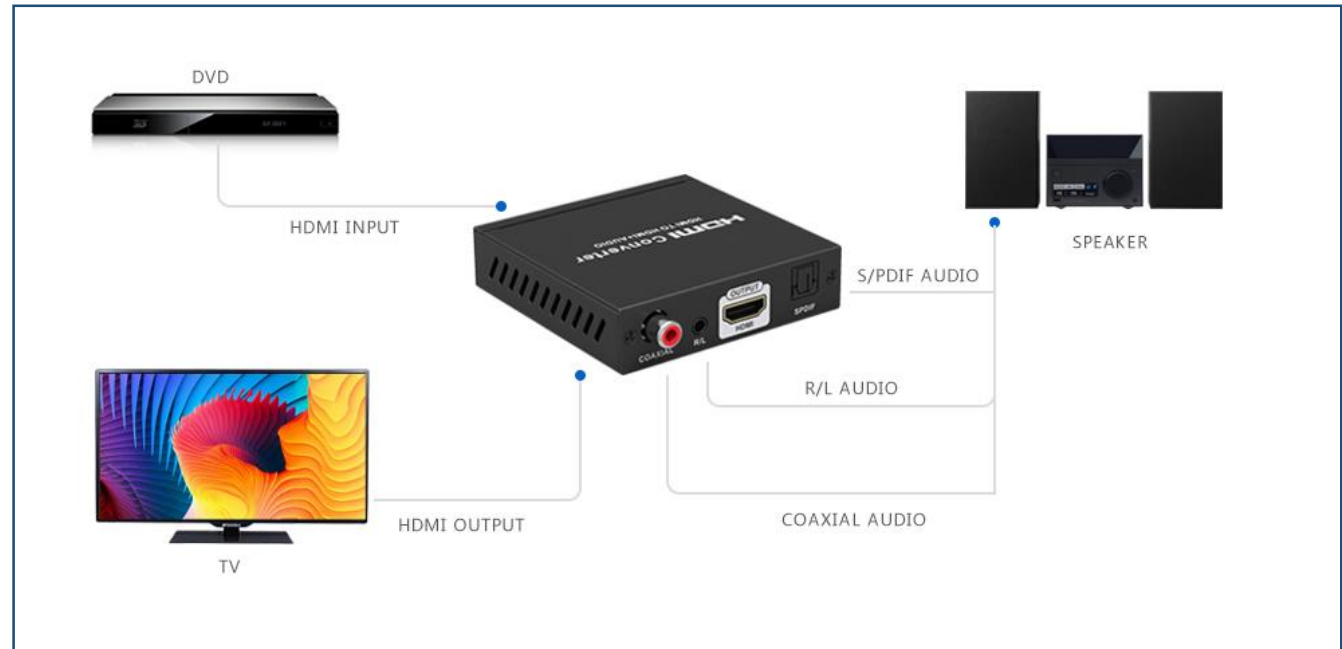 DVD
HDMI INPUT
HDMI Converter
HDMI TO HDMI+AUDIO
OUTPUT
HDMI
SPDIF
R/L
COAXIAL
SPEAKER
S/PDIF AUDIO
R/L AUDIO
COAXIAL AUDIO
HDMI OUTPUT
TV